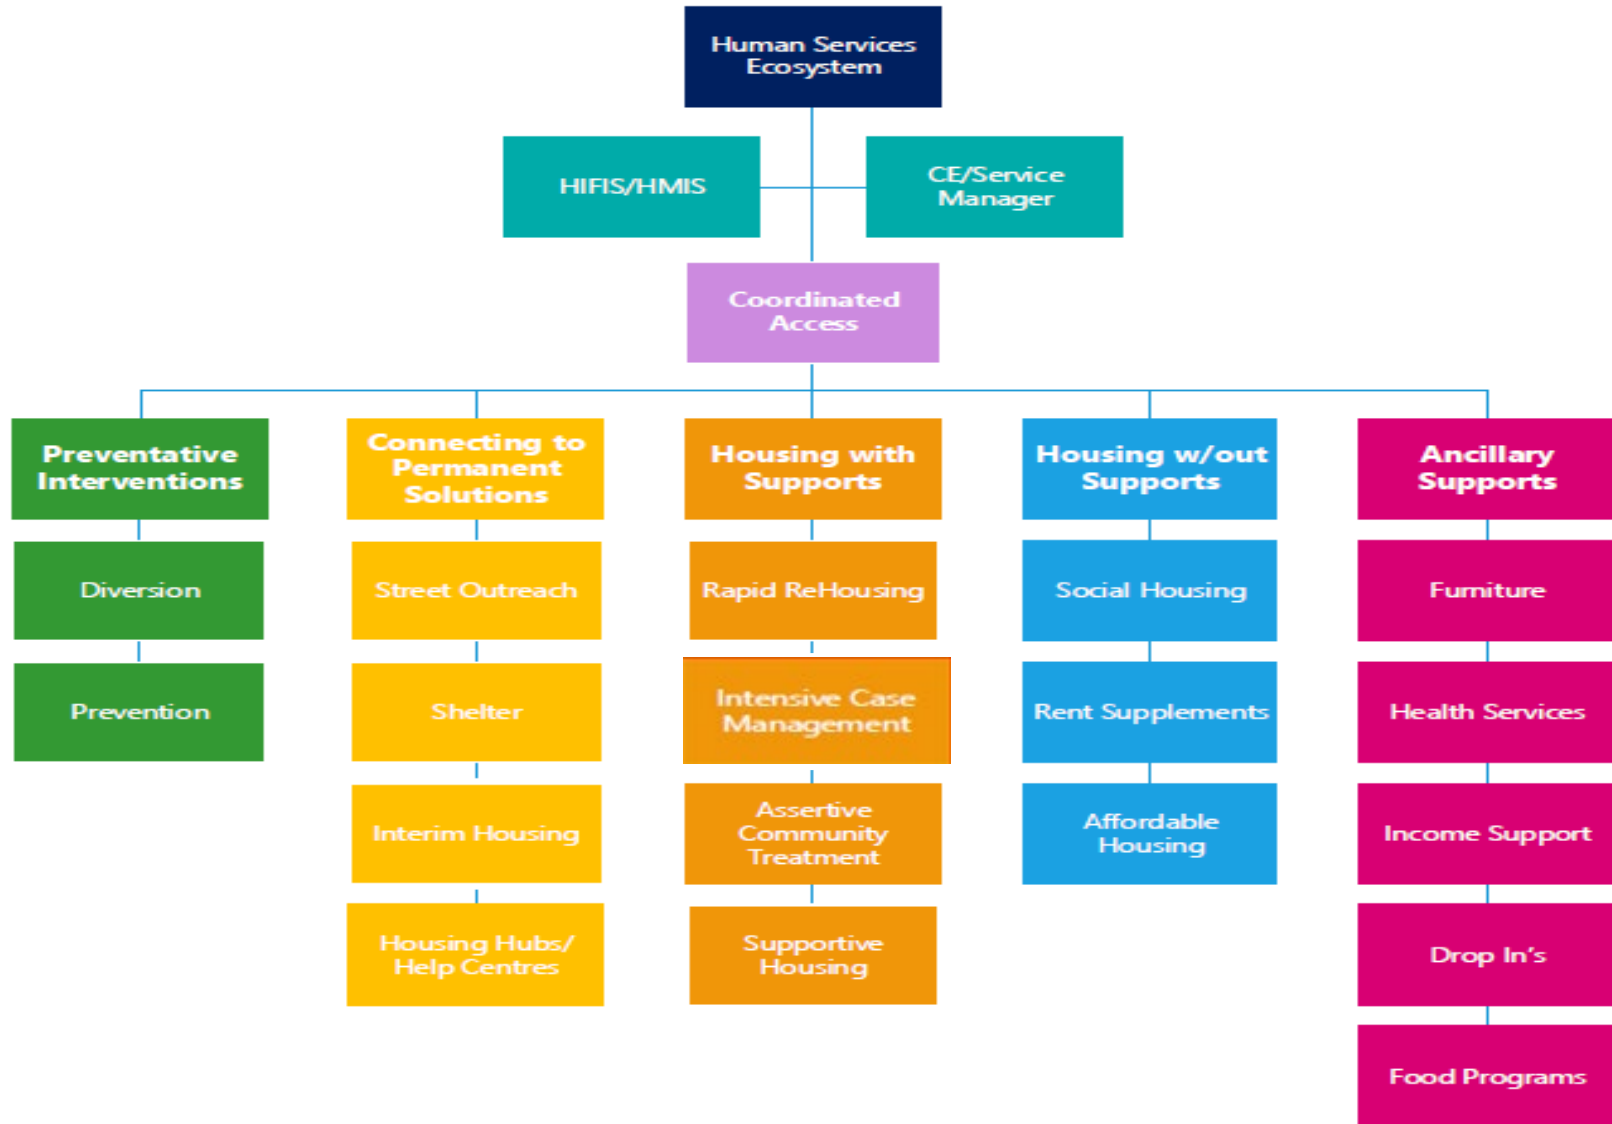 Human Services
Ecosystem
HIFIS/HMIS
CE/Service
Manager
Coordinated
Access
Preventative
Interventions
Diversion
Prevention
Connecting to
Permanent
Solutions
Street Outreach
Shelter
Interim Housing
Housing Hubs/
Help Centres
Housing with
Supports
Rapid ReHousing
Intensive Case
Management
Assertive
Community
Treatment
Supportive
Housing
Housing w/out
Supports
Social Housing
Rent Supplements
Affordable
Housing
Ancillary
Supports
Furniture
Health Services
Income Support
Drop In's
Food Programs